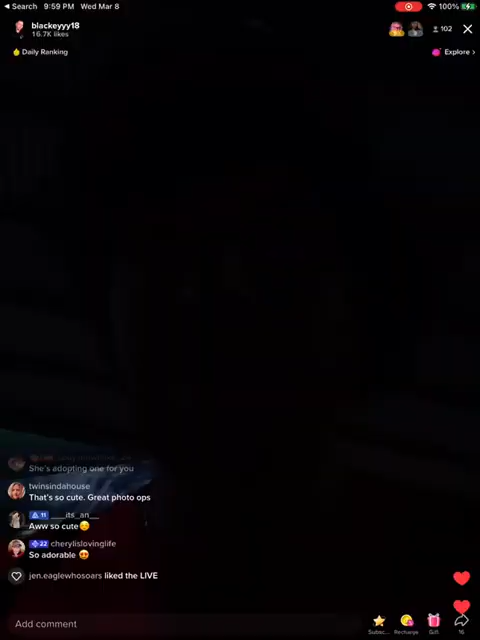 Search 9:59 PM Wed Mar 8 100%
blackeyyy18
16.7K likes
102
Daily Ranking
Explore
She's adopting one for you
twinsindahouse
That's so cute. Great photo ops
11 ___its_an__
Aww so cute
22 cherylislovinglife
So adorable
jen.eaglewhosoars liked the LIVE
Add comment
Subsc...
Recharge
Gift
16